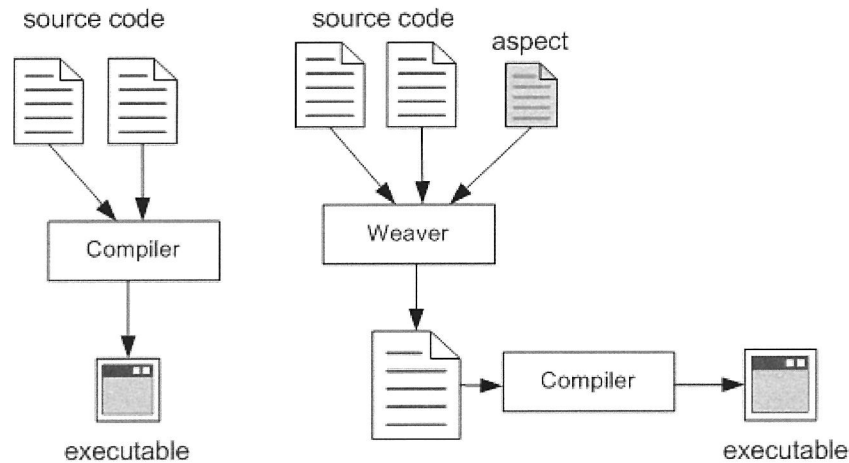 source code
source code
aspect
Compiler
Weaver
Compiler
executable
executable